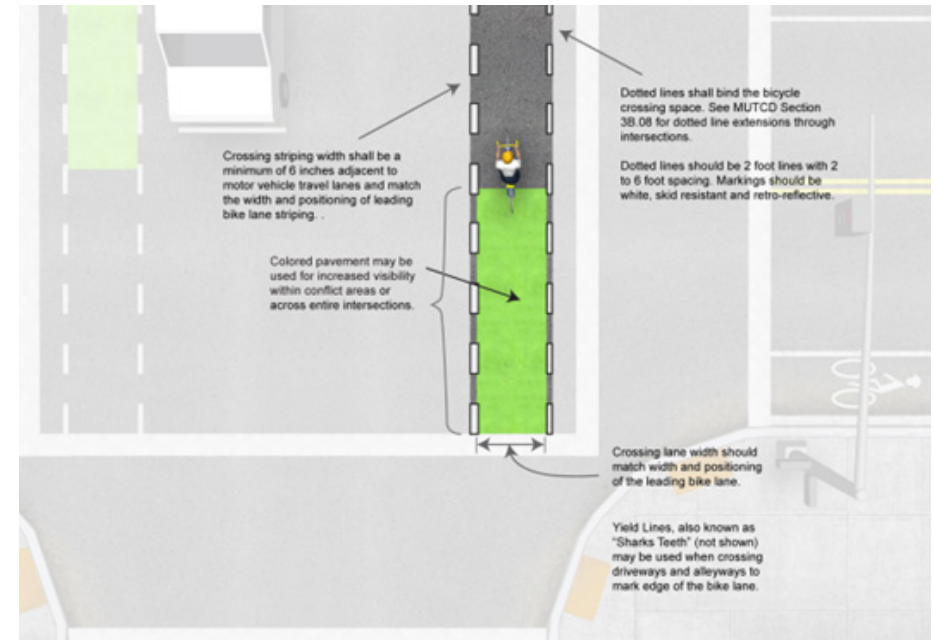 Dotted lines shall bind the bicycle
crossing space. See MUTCD Section
3B.08 for dotted line extensions through
intersections.
Dotted lines should be 2 foot lines with 2
to 6 foot spacing. Markings should be
white, skid resistant and retro-reflective.
Crossing striping width shall be a
minimum of 6 inches adjacent to
motor vehicle travel lanes and match
the width and positioning of leading
bike lane striping. .
Colored pavement may be
used for increased visibility
within conflict areas or
across entire intersections.
Crossing lane width should
match width and positioning
of the leading bike lane.
Yield Lines, also known as
"Sharks Teeth" (not shown)
may be used when crossing
driveways and alleyways to
mark edge of the bike lane.